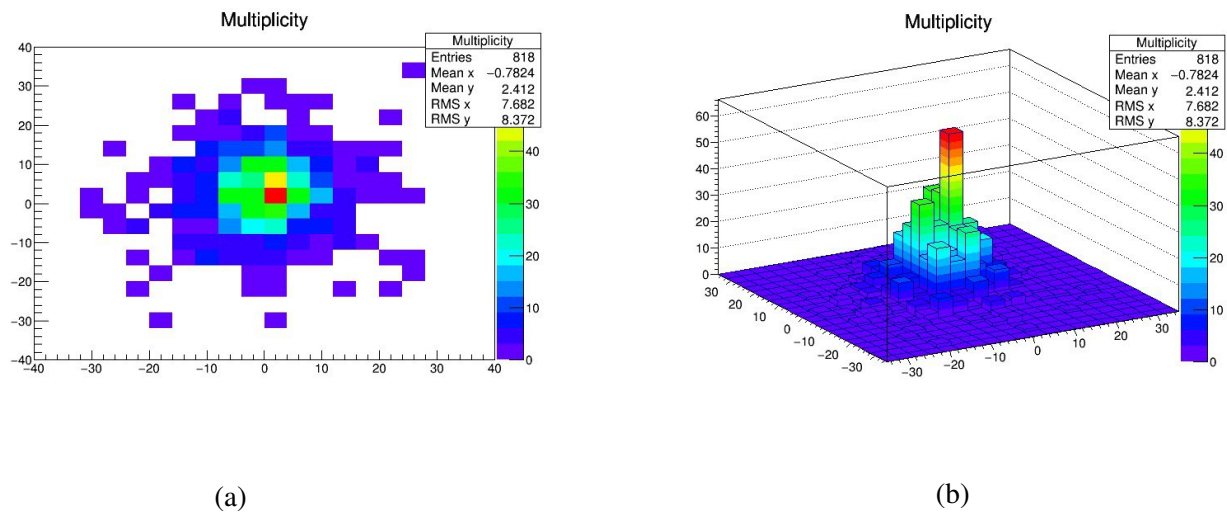 Multiplicity
Multiplicity
Entries 818
Mean x −0.7824
Mean y 2.412
RMS x 7.682
RMS y 8.372
40
30
20
10
0
−10
−20
−30
−40
−40 −30 −20 −10 0 10 20 30 40
40
30
20
10
0
(a)
Multiplicity
Multiplicity
Entries 818
Mean x −0.7824
Mean y 2.412
RMS x 7.682
RMS y 8.372
60
50
40
30
20
10
0
30 20 10 0 −10 −20 −30
−30 −20 −10 0 10 20 30
40
30
20
10
0
(b)